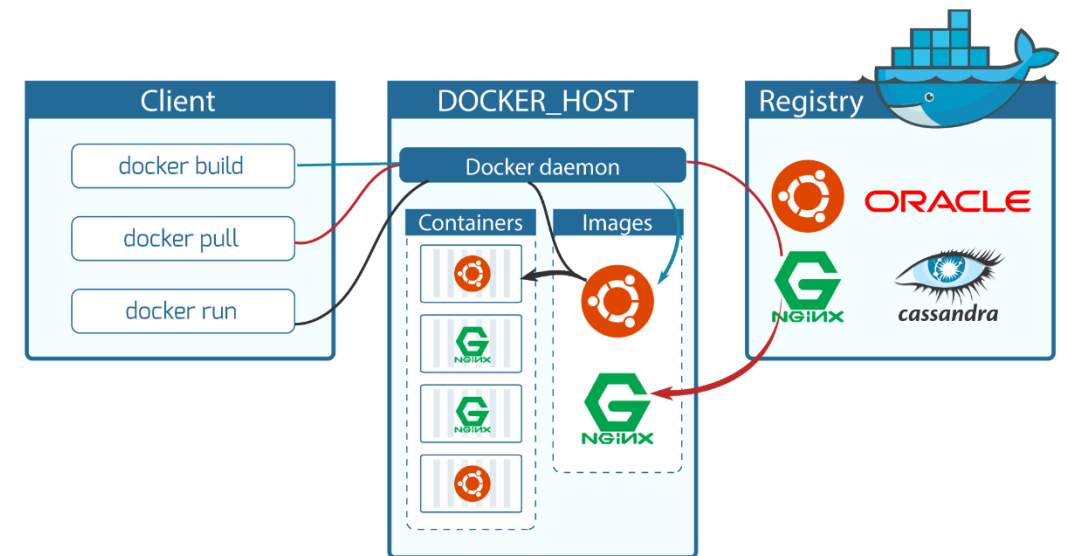 Client
docker build
docker pull
docker run
DOCKER_HOST
Docker daemon
Containers
NGINX
NGINX
Images
NGINX
Registry
ORACLE
NGINX
cassandra